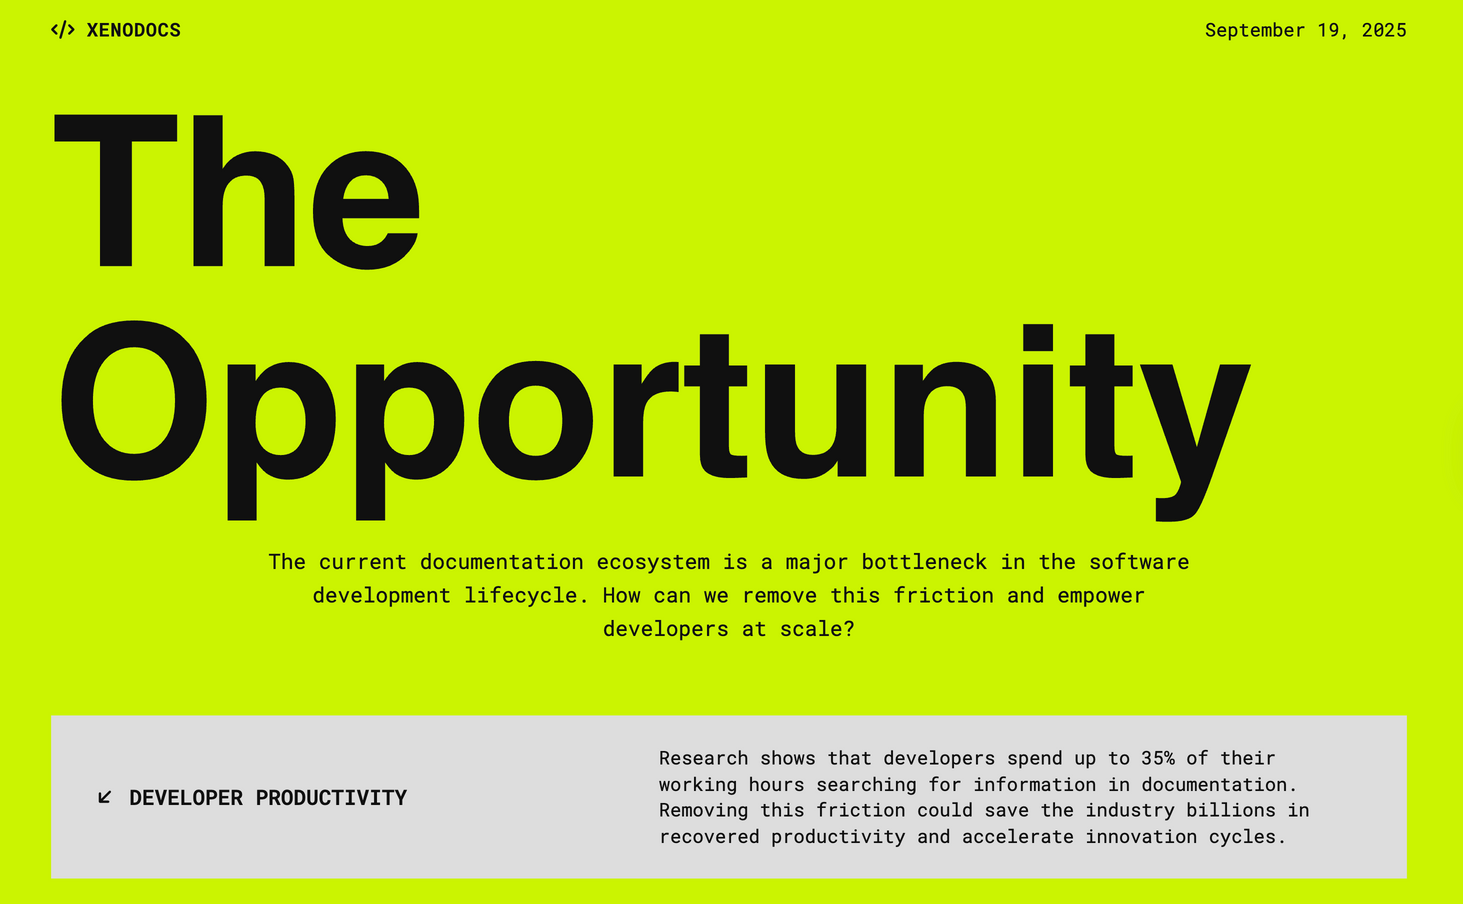 </> XENODOCS
September 19, 2025
The
Opportunity
The current documentation ecosystem is a major bottleneck in the software
development lifecycle. How can we remove this friction and empower
developers at scale?
DEVELOPER PRODUCTIVITY
Research shows that developers spend up to 35% of their
working hours searching for information in documentation.
Removing this friction could save the industry billions in
recovered productivity and accelerate innovation cycles.